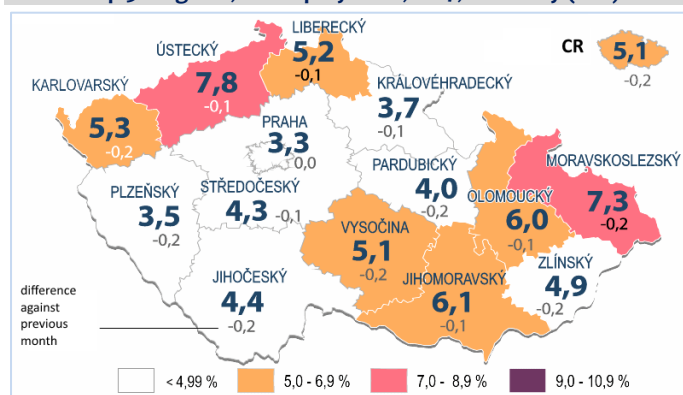 LIBERECKÝ
5,2
-0,1
ÚSTECKÝ
7,8
-0,1
CR
5,1
-0,2
KARLOVARSKÝ
5,3
-0,2
KRÁLOVÉHRADECKÝ
3,7
-0,1
PRAHA
3,3
0,0
PARDUBICKÝ
4,0
-0,2
MORAVSKOSLEZSKÝ
7,3
-0,2
PLZEŇSKÝ
3,5
-0,2
STŘEDOČESKÝ
4,3
-0,1
OLOMOUCKÝ
6,0
-0,1
VYSOČINA
5,1
-0,2
ZLÍNSKÝ
4,9
-0,2
JIHOČESKÝ
4,4
-0,2
JIHOMORAVSKÝ
6,1
-0,1
difference
against
previous
month
< 4,99 %
5,0 - 6,9 %
7,0 - 8,9 %
9,0 - 10,9 %